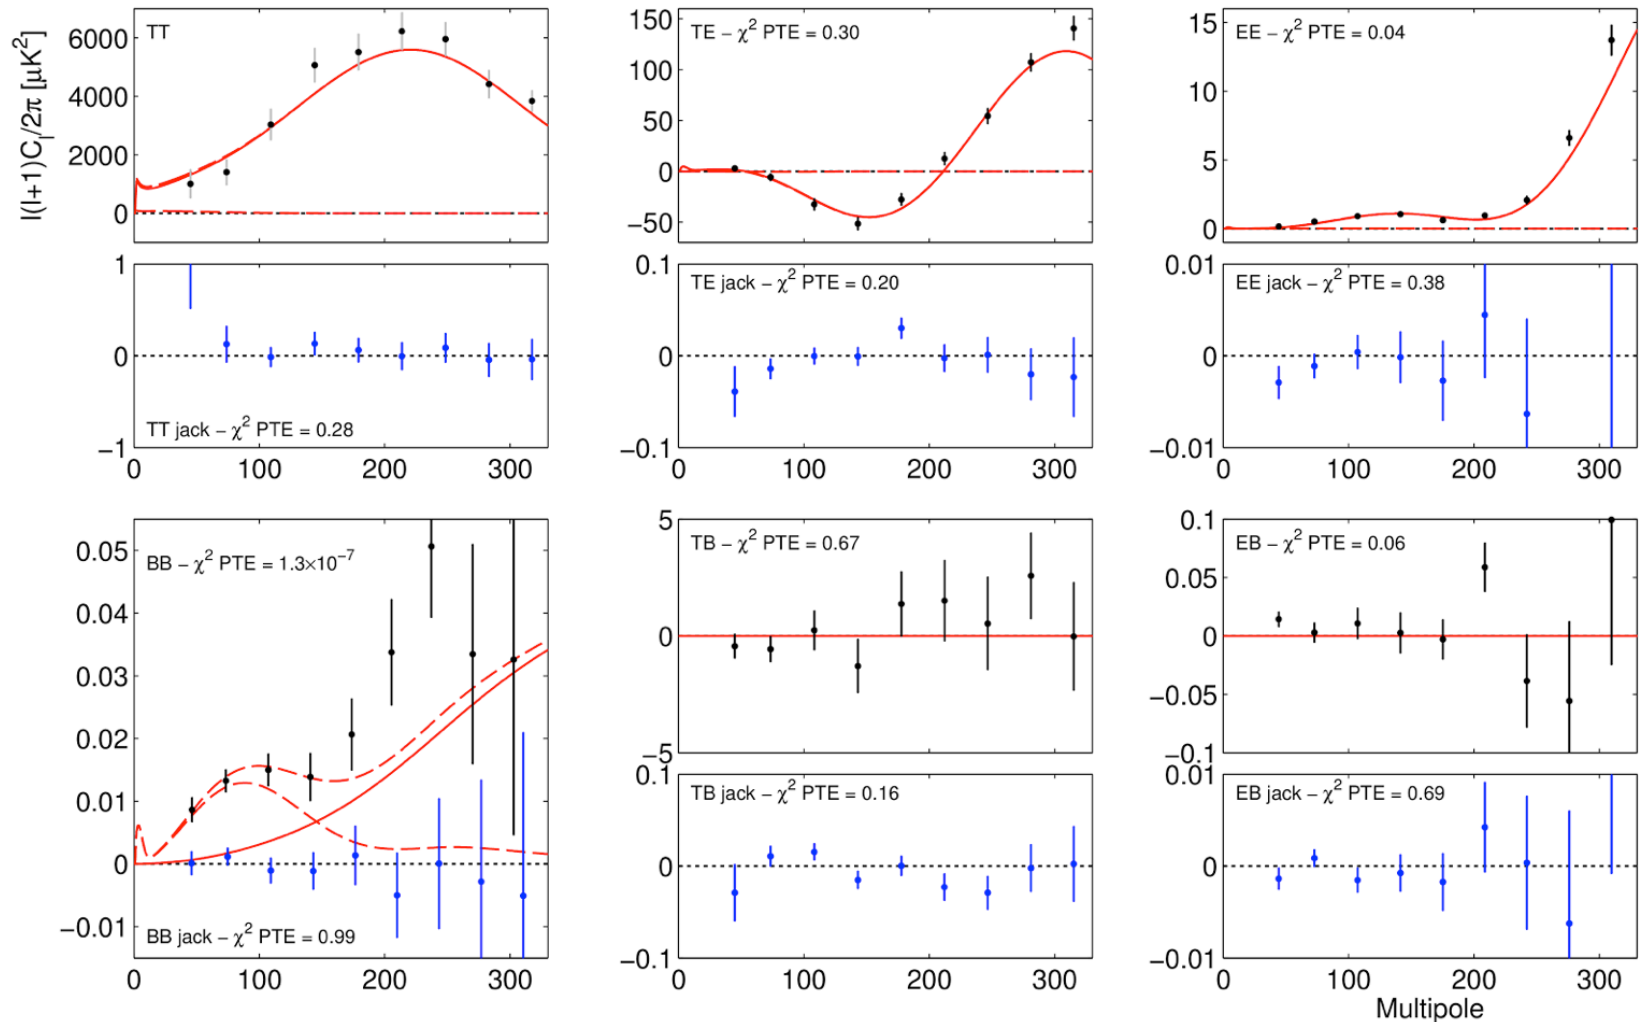 l(l+1)C_l/2π [μK²]
TT
6000
4000
2000
0
TE − χ² PTE = 0.30
150
100
50
0
−50
EE − χ² PTE = 0.04
15
10
5
0
1
0
−1
TT jack − χ² PTE = 0.28
0 100 200 300
0.1
0
−0.1
TE jack − χ² PTE = 0.20
0 100 200 300
0.01
0
−0.01
EE jack − χ² PTE = 0.38
0 100 200 300
BB − χ² PTE = 1.3×10⁻⁷
0.05
0.04
0.03
0.02
0.01
0
−0.01
BB jack − χ² PTE = 0.99
0 100 200 300
5
TB − χ² PTE = 0.67
0
−5
0.1
EB − χ² PTE = 0.06
0.05
0
−0.05
−0.1
0.1
TB jack − χ² PTE = 0.16
0
−0.1
0 100 200 300
0.01
EB jack − χ² PTE = 0.69
0
−0.01
0 100 200 300
Multipole